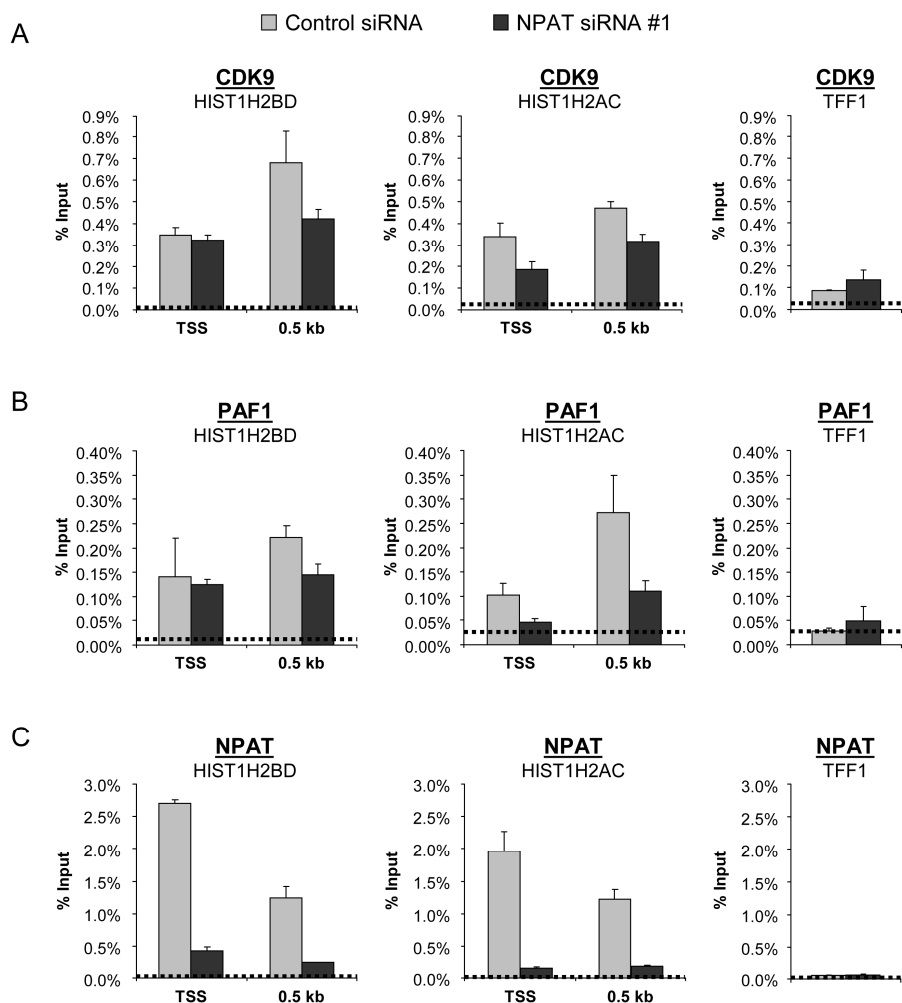 Control siRNA NPAT siRNA #1
A
CDK9 CDK9 CDK9
HIST1H2BD HIST1H2AC TFF1
0.9% 0.9% 0.9%
0.8% 0.8% 0.8%
0.7% 0.7% 0.7%
0.6% 0.6% 0.6%
0.5% 0.5% 0.5%
0.4% 0.4% 0.4%
0.3% 0.3% 0.3%
0.2% 0.2% 0.2%
0.1% 0.1% 0.1%
0.0% 0.0% 0.0%
% Input % Input % Input
TSS 0.5 kb TSS 0.5 kb
B
PAF1 PAF1 PAF1
HIST1H2BD HIST1H2AC TFF1
0.40% 0.40% 0.40%
0.35% 0.35% 0.35%
0.30% 0.30% 0.30%
0.25% 0.25% 0.25%
0.20% 0.20% 0.20%
0.15% 0.15% 0.15%
0.10% 0.10% 0.10%
0.05% 0.05% 0.05%
0.00% 0.00% 0.00%
% Input % Input % Input
TSS 0.5 kb TSS 0.5 kb
C
NPAT NPAT NPAT
HIST1H2BD HIST1H2AC TFF1
3.0% 3.0% 3.0%
2.5% 2.5% 2.5%
2.0% 2.0% 2.0%
1.5% 1.5% 1.5%
1.0% 1.0% 1.0%
0.5% 0.5% 0.5%
0.0% 0.0% 0.0%
% Input % Input % Input
TSS 0.5 kb TSS 0.5 kb